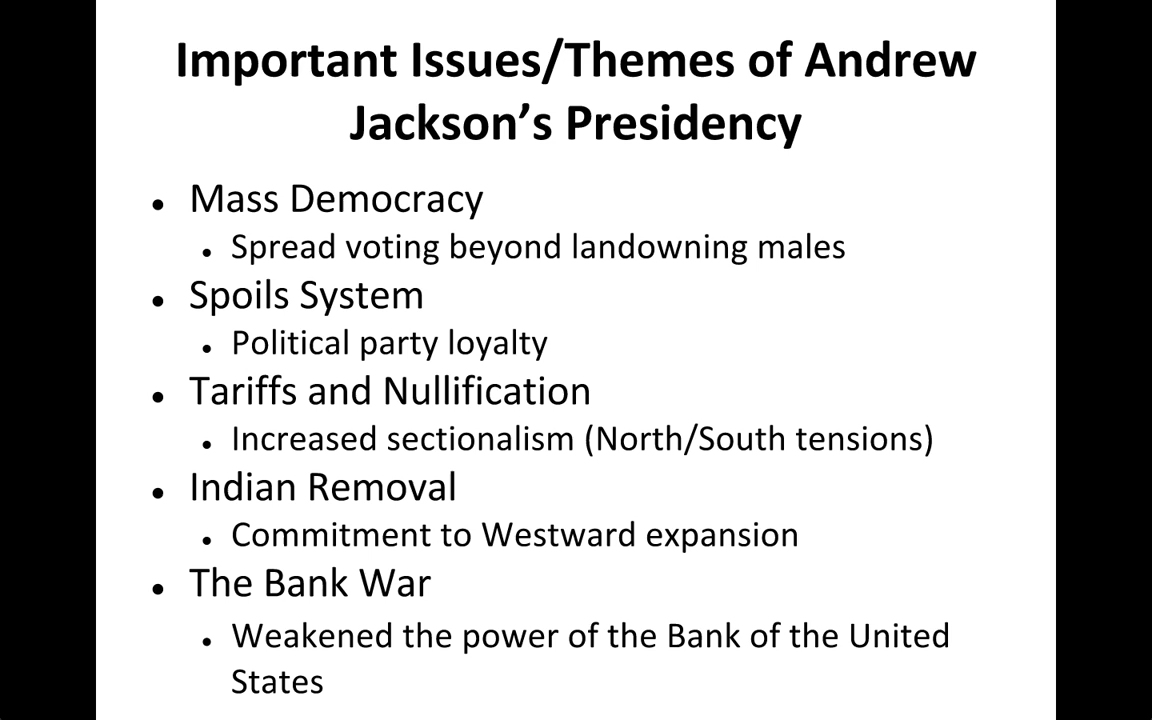 Important Issues/Themes of Andrew
Jackson’s Presidency
• Mass Democracy
• Spread voting beyond landowning males
• Spoils System
• Political party loyalty
• Tariffs and Nullification
• Increased sectionalism (North/South tensions)
• Indian Removal
• Commitment to Westward expansion
• The Bank War
• Weakened the power of the Bank of the United
States